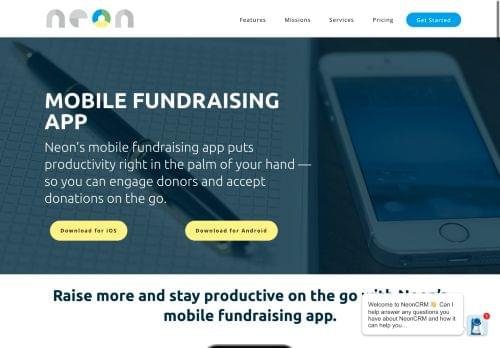 neon
Features Missions Services Pricing Get Started
MOBILE FUNDRAISING
APP
Neon's mobile fundraising app puts
productivity right in the palm of your hand —
so you can engage donors and accept
donations on the go.
Download for iOS Download for Android
Raise more and stay productive on the go with Neon's
mobile fundraising app.
Welcome to NeonCRM 👋 Can I
help answer any questions you
have about NeonCRM and how it
can help you...
1